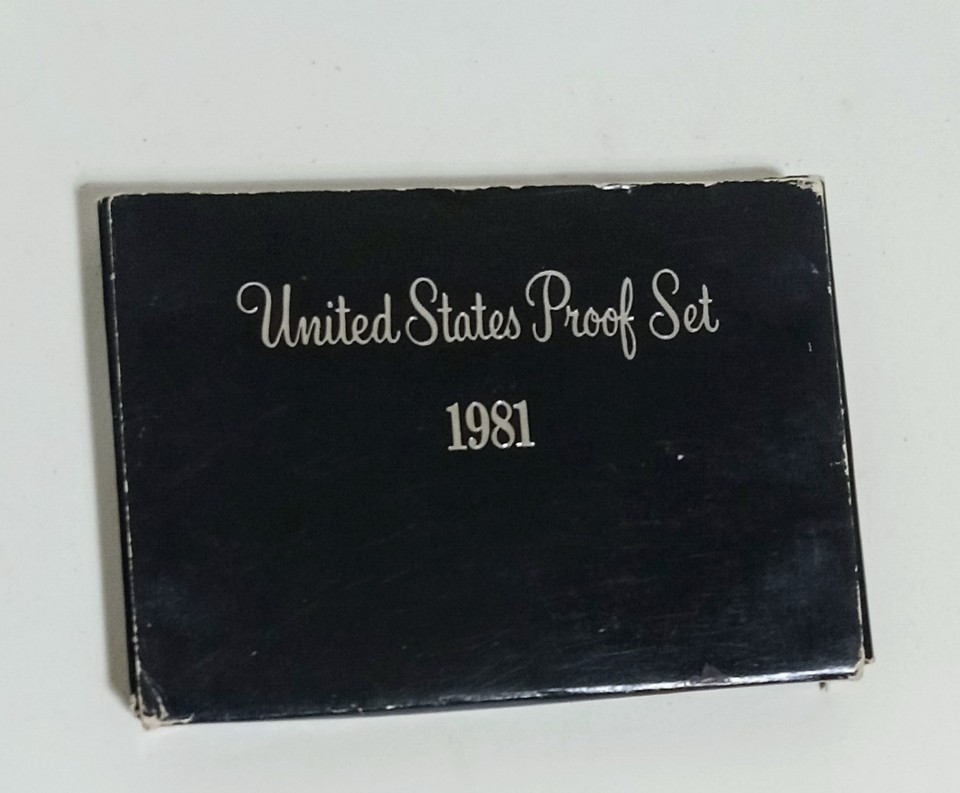 United States Proof Set
1981